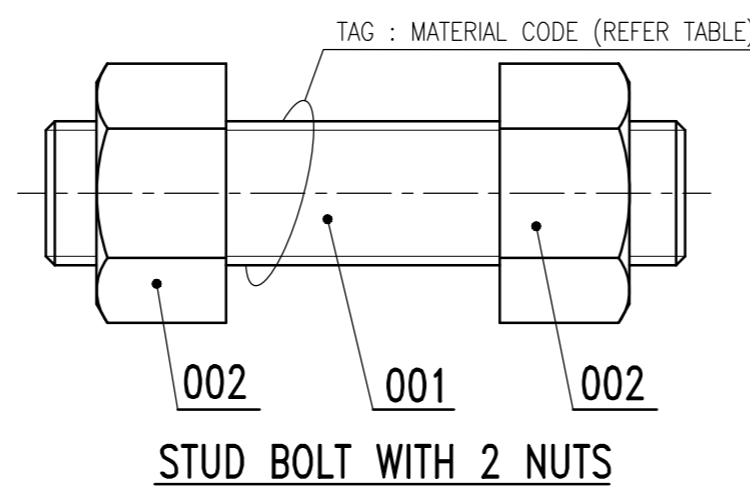 TAG : MATERIAL CODE (REFER TABLE)
002 001 002
STUD BOLT WITH 2 NUTS